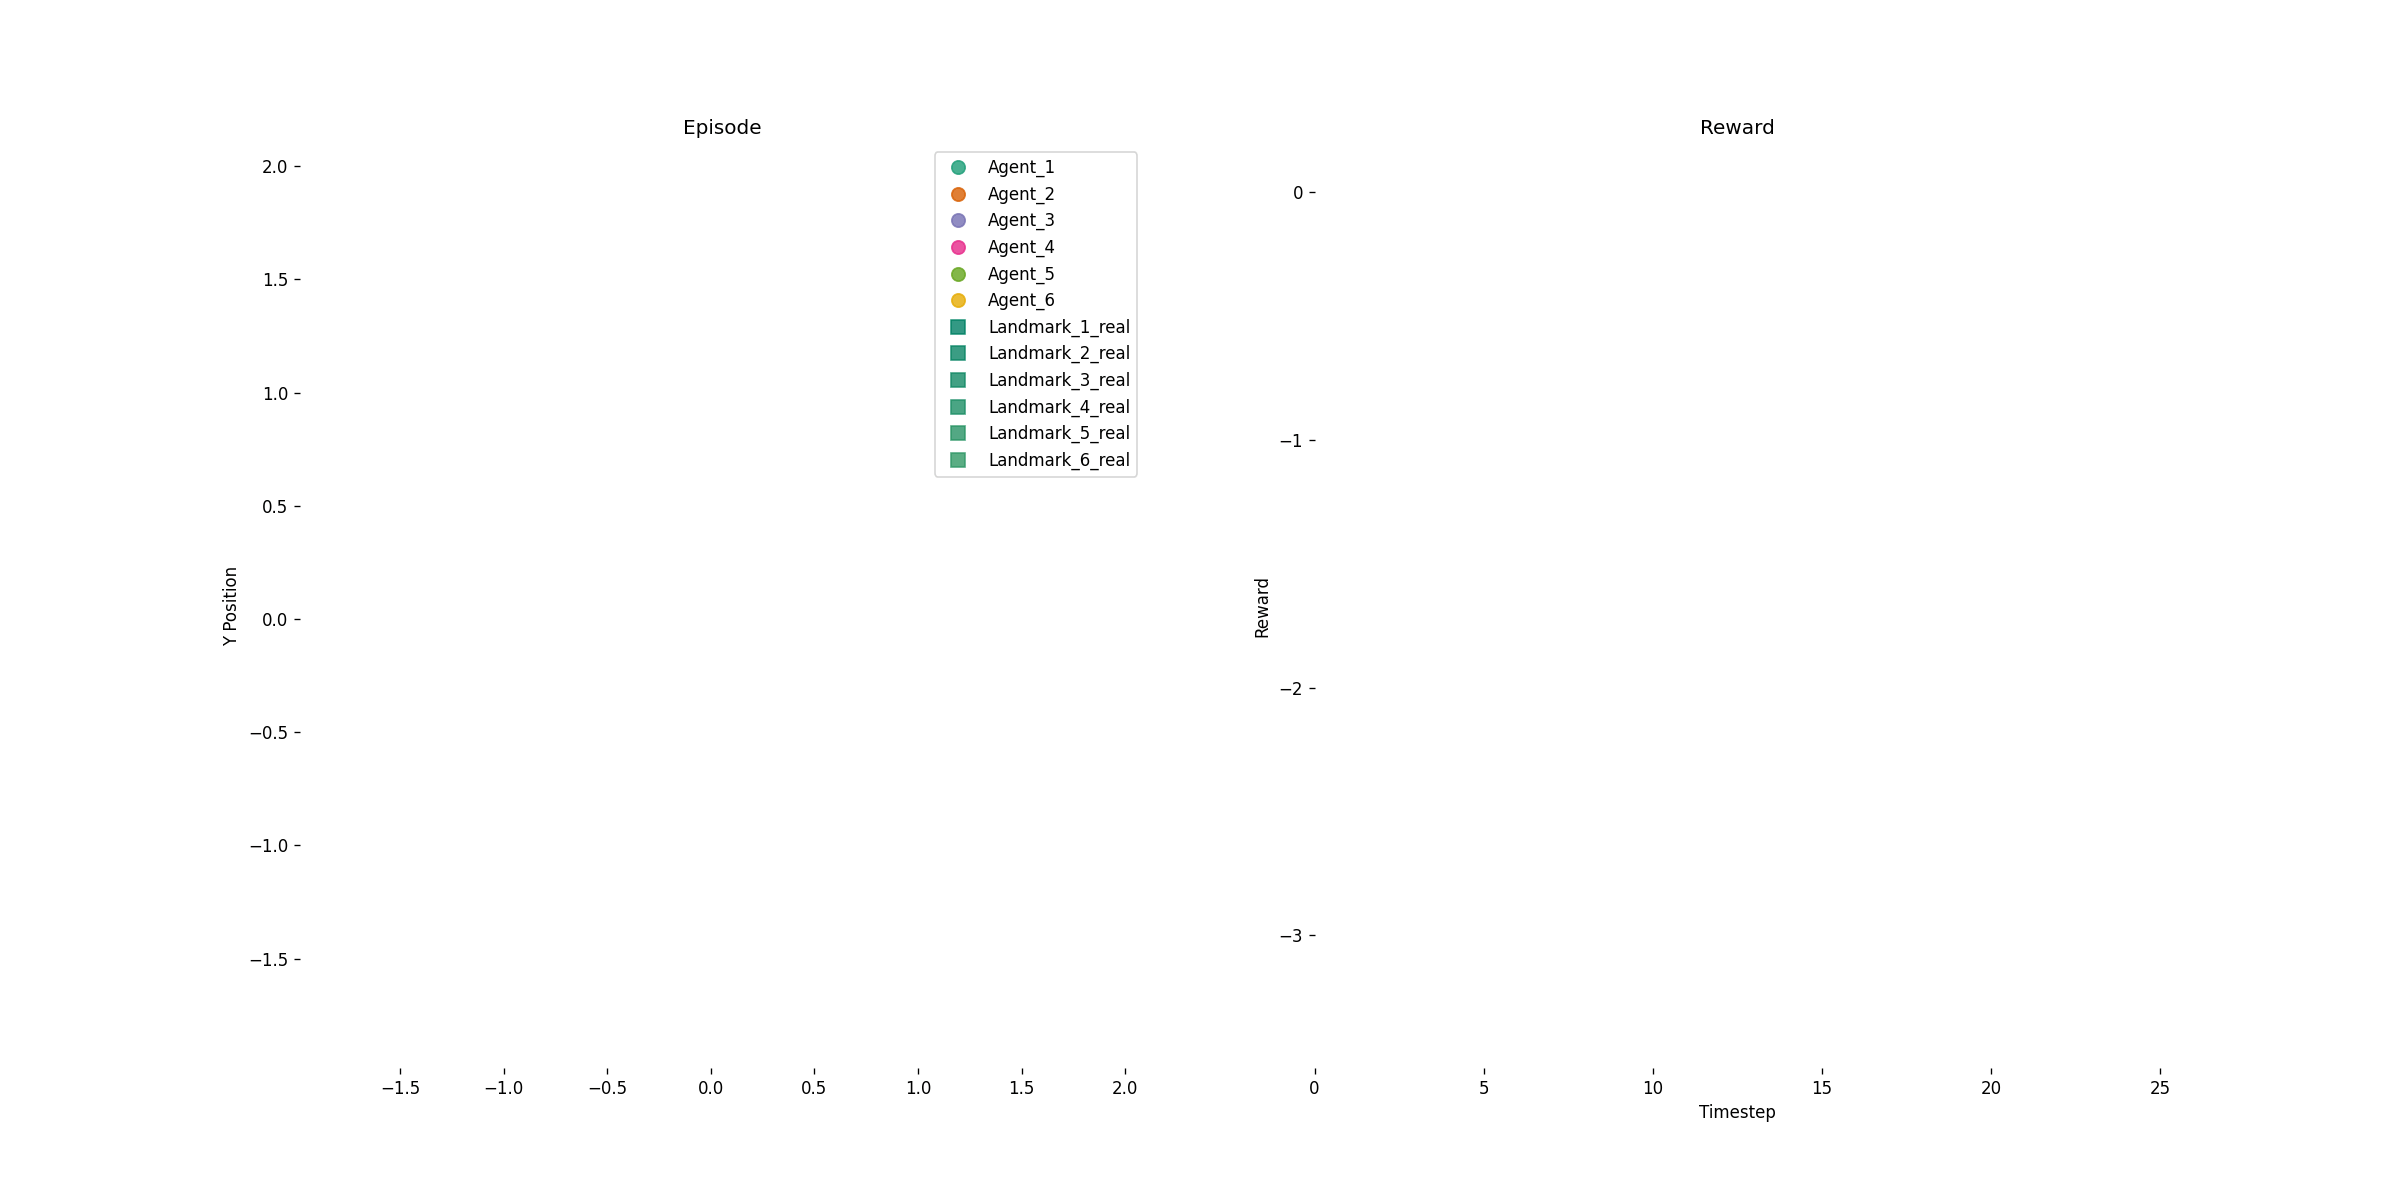 Episode
2.0
1.5
1.0
0.5
0.0
−0.5
−1.0
−1.5
Y Position
−1.5 −1.0 −0.5 0.0 0.5 1.0 1.5 2.0
Agent_1
Agent_2
Agent_3
Agent_4
Agent_5
Agent_6
Landmark_1_real
Landmark_2_real
Landmark_3_real
Landmark_4_real
Landmark_5_real
Landmark_6_real
Reward
0
−1
−2
−3
Reward
0 5 10 15 20 25
Timestep